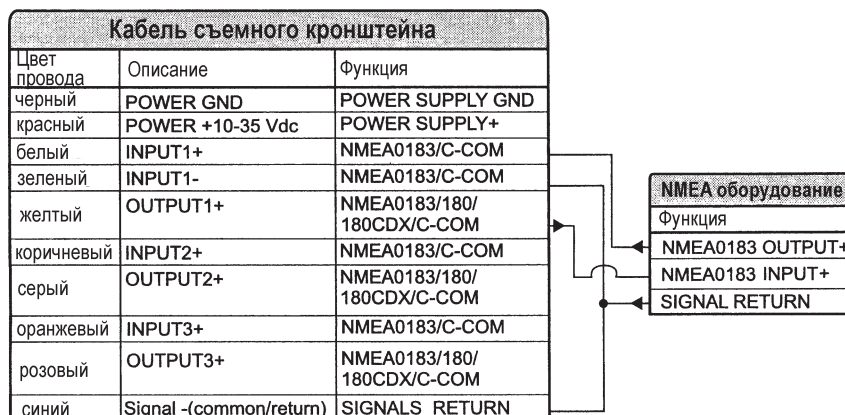 Кабель съемного кронштейна
Цвет провода Описание Функция
черный POWER GND POWER SUPPLY GND
красный POWER +10-35 Vdc POWER SUPPLY+
белый INPUT1+ NMEA0183/C-COM
зеленый INPUT1- NMEA0183/C-COM
желтый OUTPUT1+ NMEA0183/180/
180CDX/C-COM
коричневый INPUT2+ NMEA0183/C-COM
серый OUTPUT2+ NMEA0183/180/
180CDX/C-COM
оранжевый INPUT3+ NMEA0183/C-COM
розовый OUTPUT3+ NMEA0183/180/
180CDX/C-COM
синий Signal -(common/return) SIGNALS RETURN
NMEA оборудование
Функция
NMEA0183 OUTPUT+
NMEA0183 INPUT+
SIGNAL RETURN